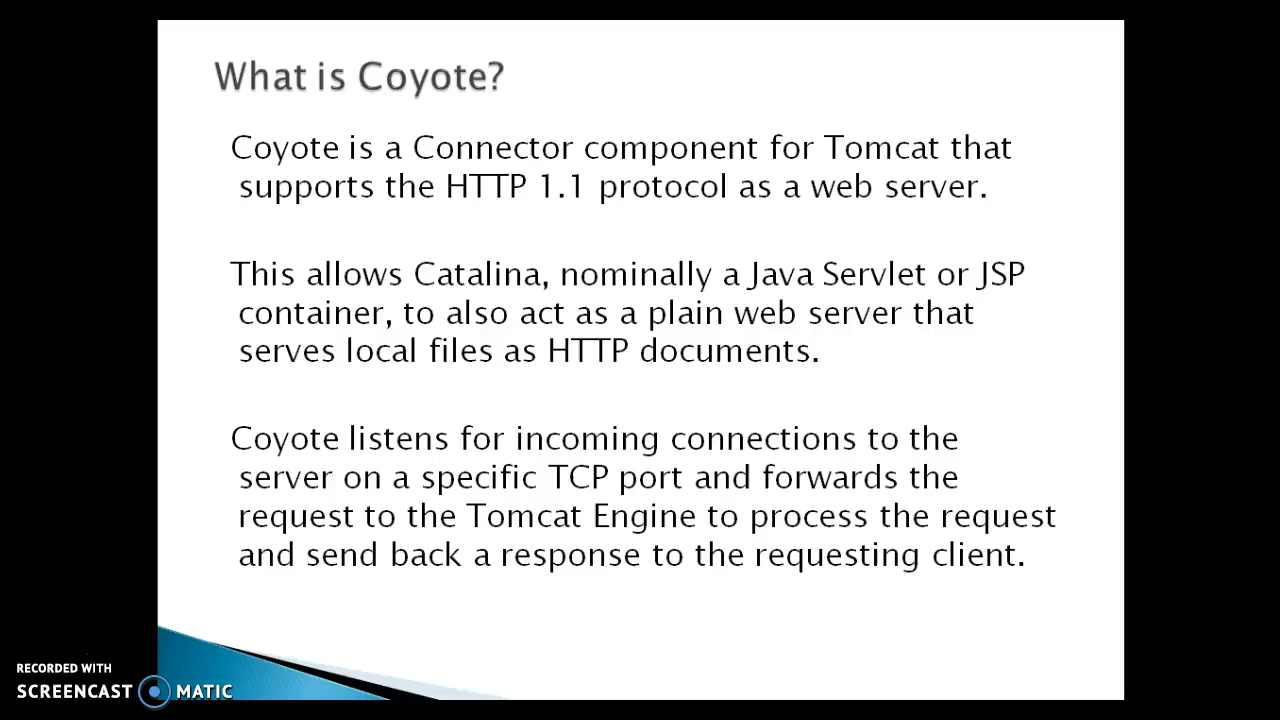 What is Coyote?
Coyote is a Connector component for Tomcat that
supports the HTTP 1.1 protocol as a web server.
This allows Catalina, nominally a Java Servlet or JSP
container, to also act as a plain web server that
serves local files as HTTP documents.
Coyote listens for incoming connections to the
server on a specific TCP port and forwards the
request to the Tomcat Engine to process the request
and send back a response to the requesting client.
RECORDED WITH
SCREENCAST MATIC